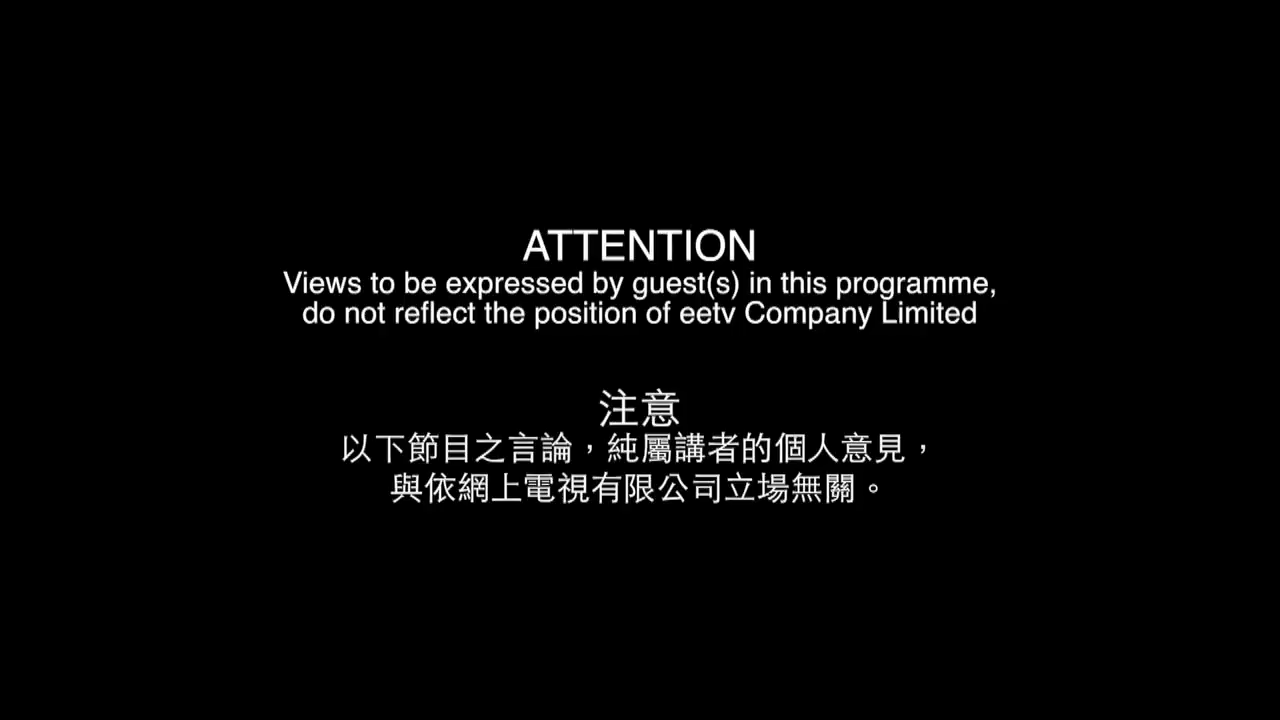 ATTENTION
Views to be expressed by guest(s) in this programme,
do not reflect the position of eetv Company Limited
注意
以下節目之言論，純屬講者的個人意見，
與依網上電視有限公司立場無關。